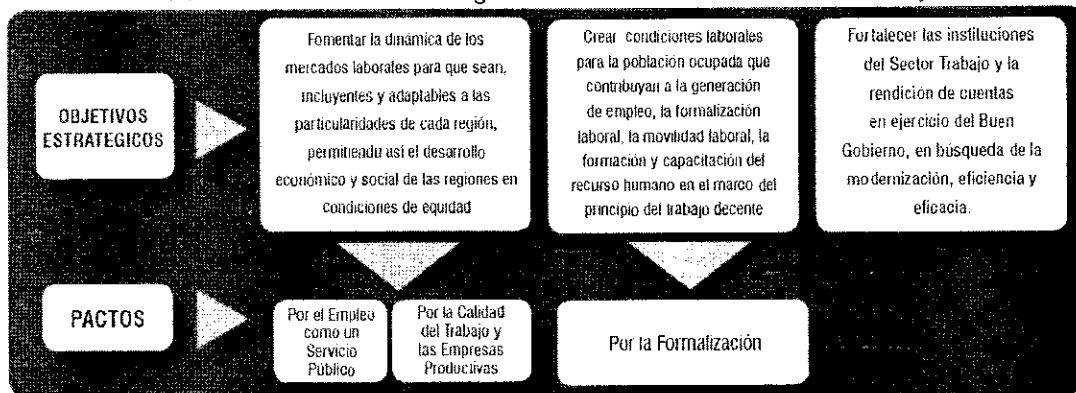 OBJETIVOS
ESTRATEGICOS
Fomentar la dinámica de los
mercados laborales para que sean,
incluyentes y adaptables a las
particularidades de cada región,
permitiendo así el desarrollo
económico y social de las regiones en
condiciones de equidad
Crear condiciones laborales
para la población ocupada que
contribuyan a la generación
de empleo, la formalización
laboral, la movilidad laboral, la
formación y capacitación del
recurso humano en el marco del
principio del trabajo decente
Fortalecer las instituciones
del Sector Trabajo y la
rendición de cuentas
en ejercicio del Buen
Gobierno, en búsqueda de la
modernización, eficiencia y
eficacia.
PACTOS
Por el Empleo
como un
Servicio
Público
Por la Calidad
del Trabajo y
las Empresas
Productivas
Por la Formalización